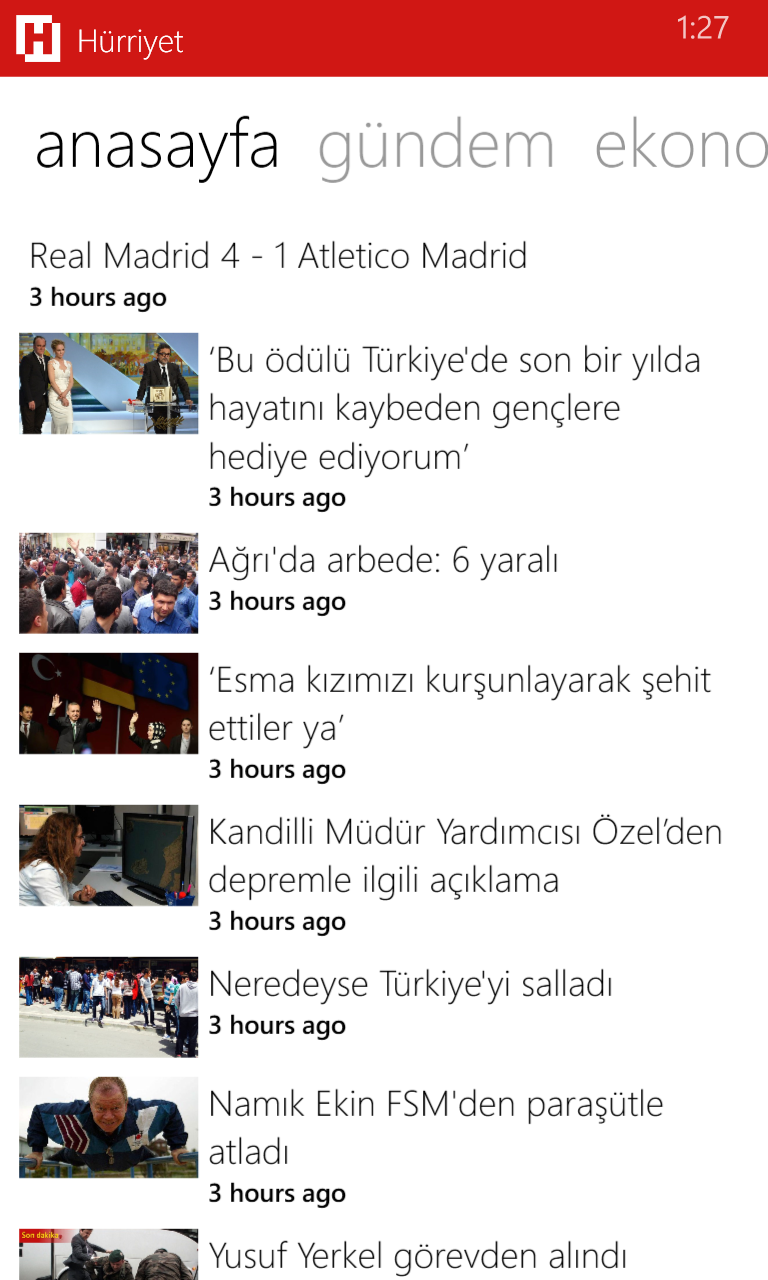 Hürriyet
1:27
anasayfa gündem ekono
Real Madrid 4 - 1 Atletico Madrid
3 hours ago
‘Bu ödülü Türkiye'de son bir yılda
hayatını kaybeden gençlere
hediye ediyorum’
3 hours ago
Ağrı'da arbede: 6 yaralı
3 hours ago
‘Esma kızımızı kurşunlayarak şehit
ettiler ya’
3 hours ago
Kandilli Müdür Yardımcısı Özel’den
depremle ilgili açıklama
3 hours ago
Neredeyse Türkiye'yi salladı
3 hours ago
Namık Ekin FSM'den paraşütle
atladı
3 hours ago
Son dakika
Yusuf Yerkel görevden alındı